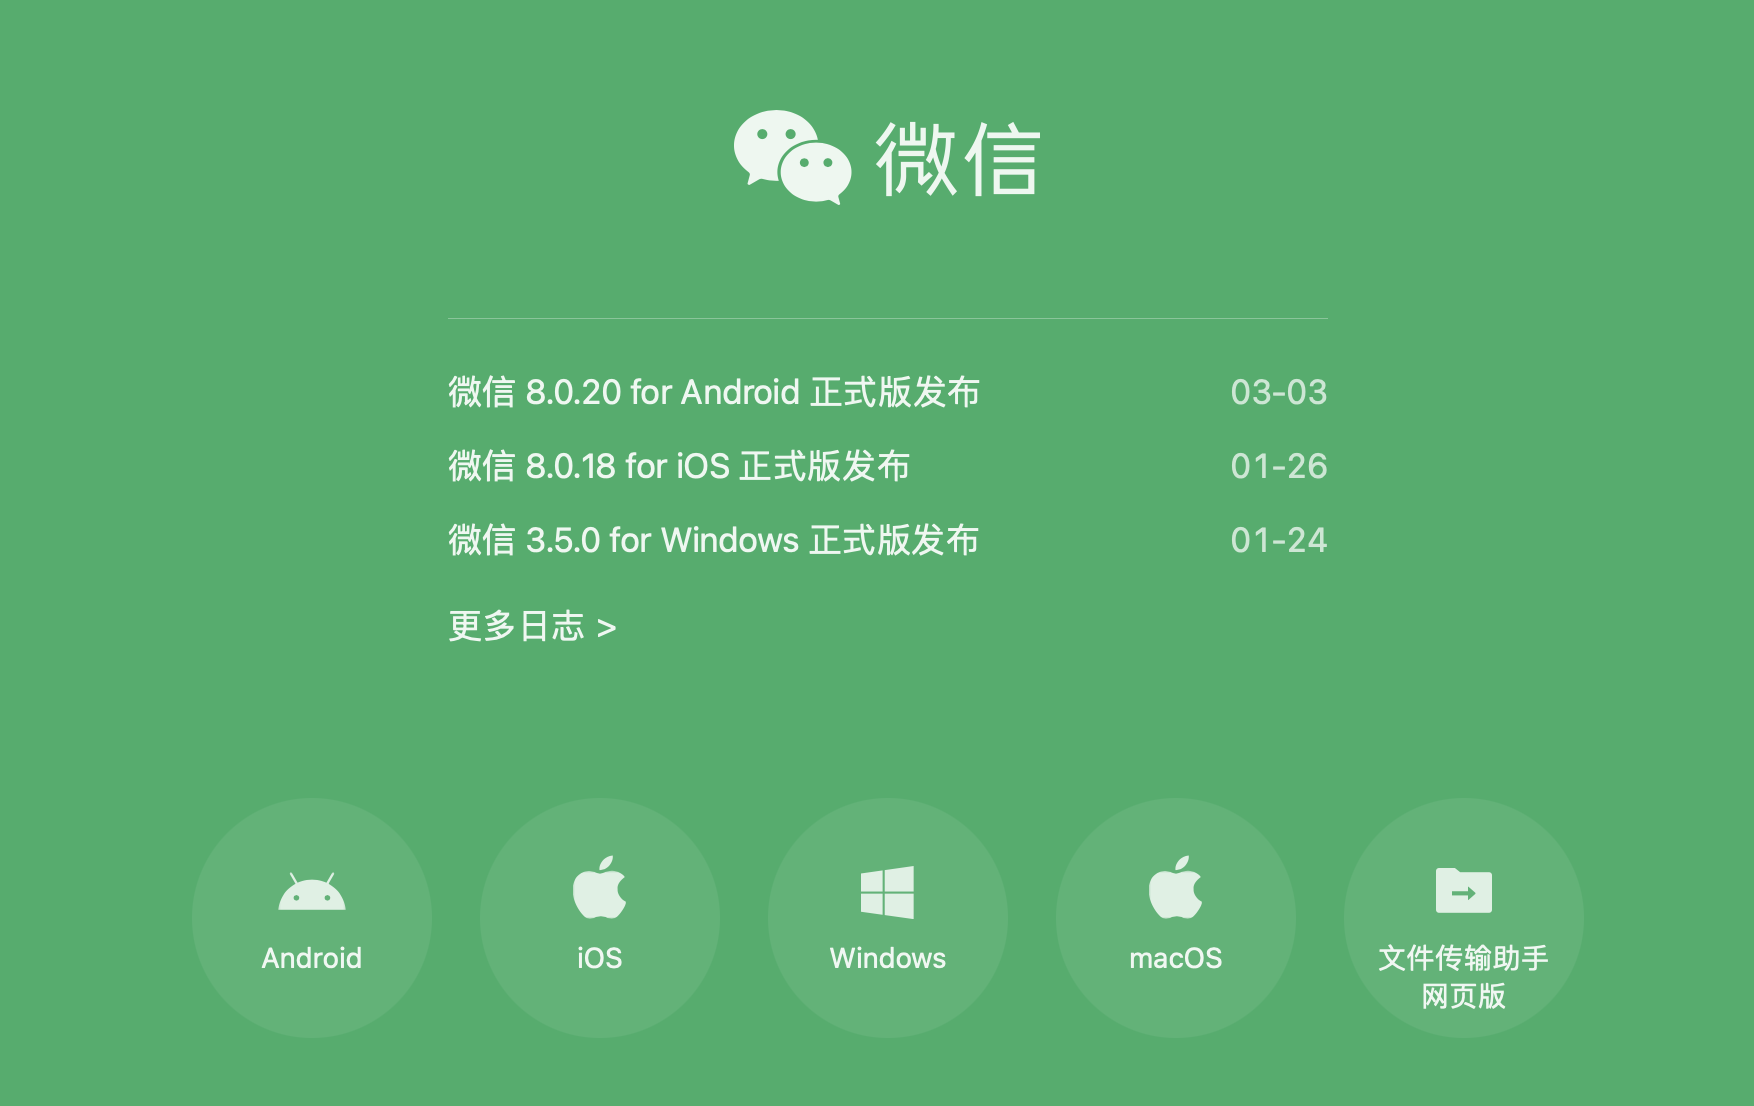 微信
微信 8.0.20 for Android 正式版发布 03-03
微信 8.0.18 for iOS 正式版发布 01-26
微信 3.5.0 for Windows 正式版发布 01-24
更多日志 >
Android
iOS
Windows
macOS
文件传输助手
网页版